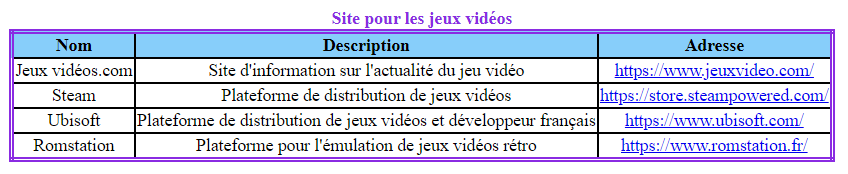 Site pour les jeux vidéos
Nom Description Adresse
Jeux vidéos.com Site d'information sur l'actualité du jeu vidéo https://www.jeuxvideo.com/
Steam Plateforme de distribution de jeux vidéos https://store.steampowered.com/
Ubisoft Plateforme de distribution de jeux vidéos et développeur français https://www.ubisoft.com/
Romstation Plateforme pour l'émulation de jeux vidéos rétro https://www.romstation.fr/